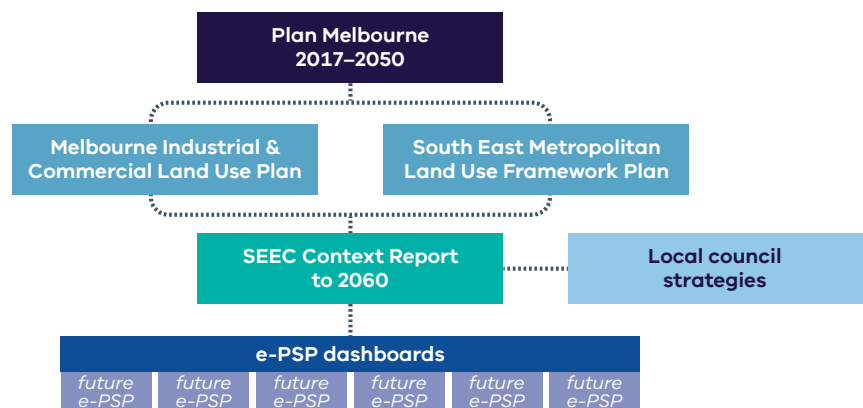 Plan Melbourne
2017–2050
Melbourne Industrial &
Commercial Land Use Plan
South East Metropolitan
Land Use Framework Plan
SEEC Context Report
to 2060
Local council
strategies
e-PSP dashboards
future
e-PSP
future
e-PSP
future
e-PSP
future
e-PSP
future
e-PSP
future
e-PSP